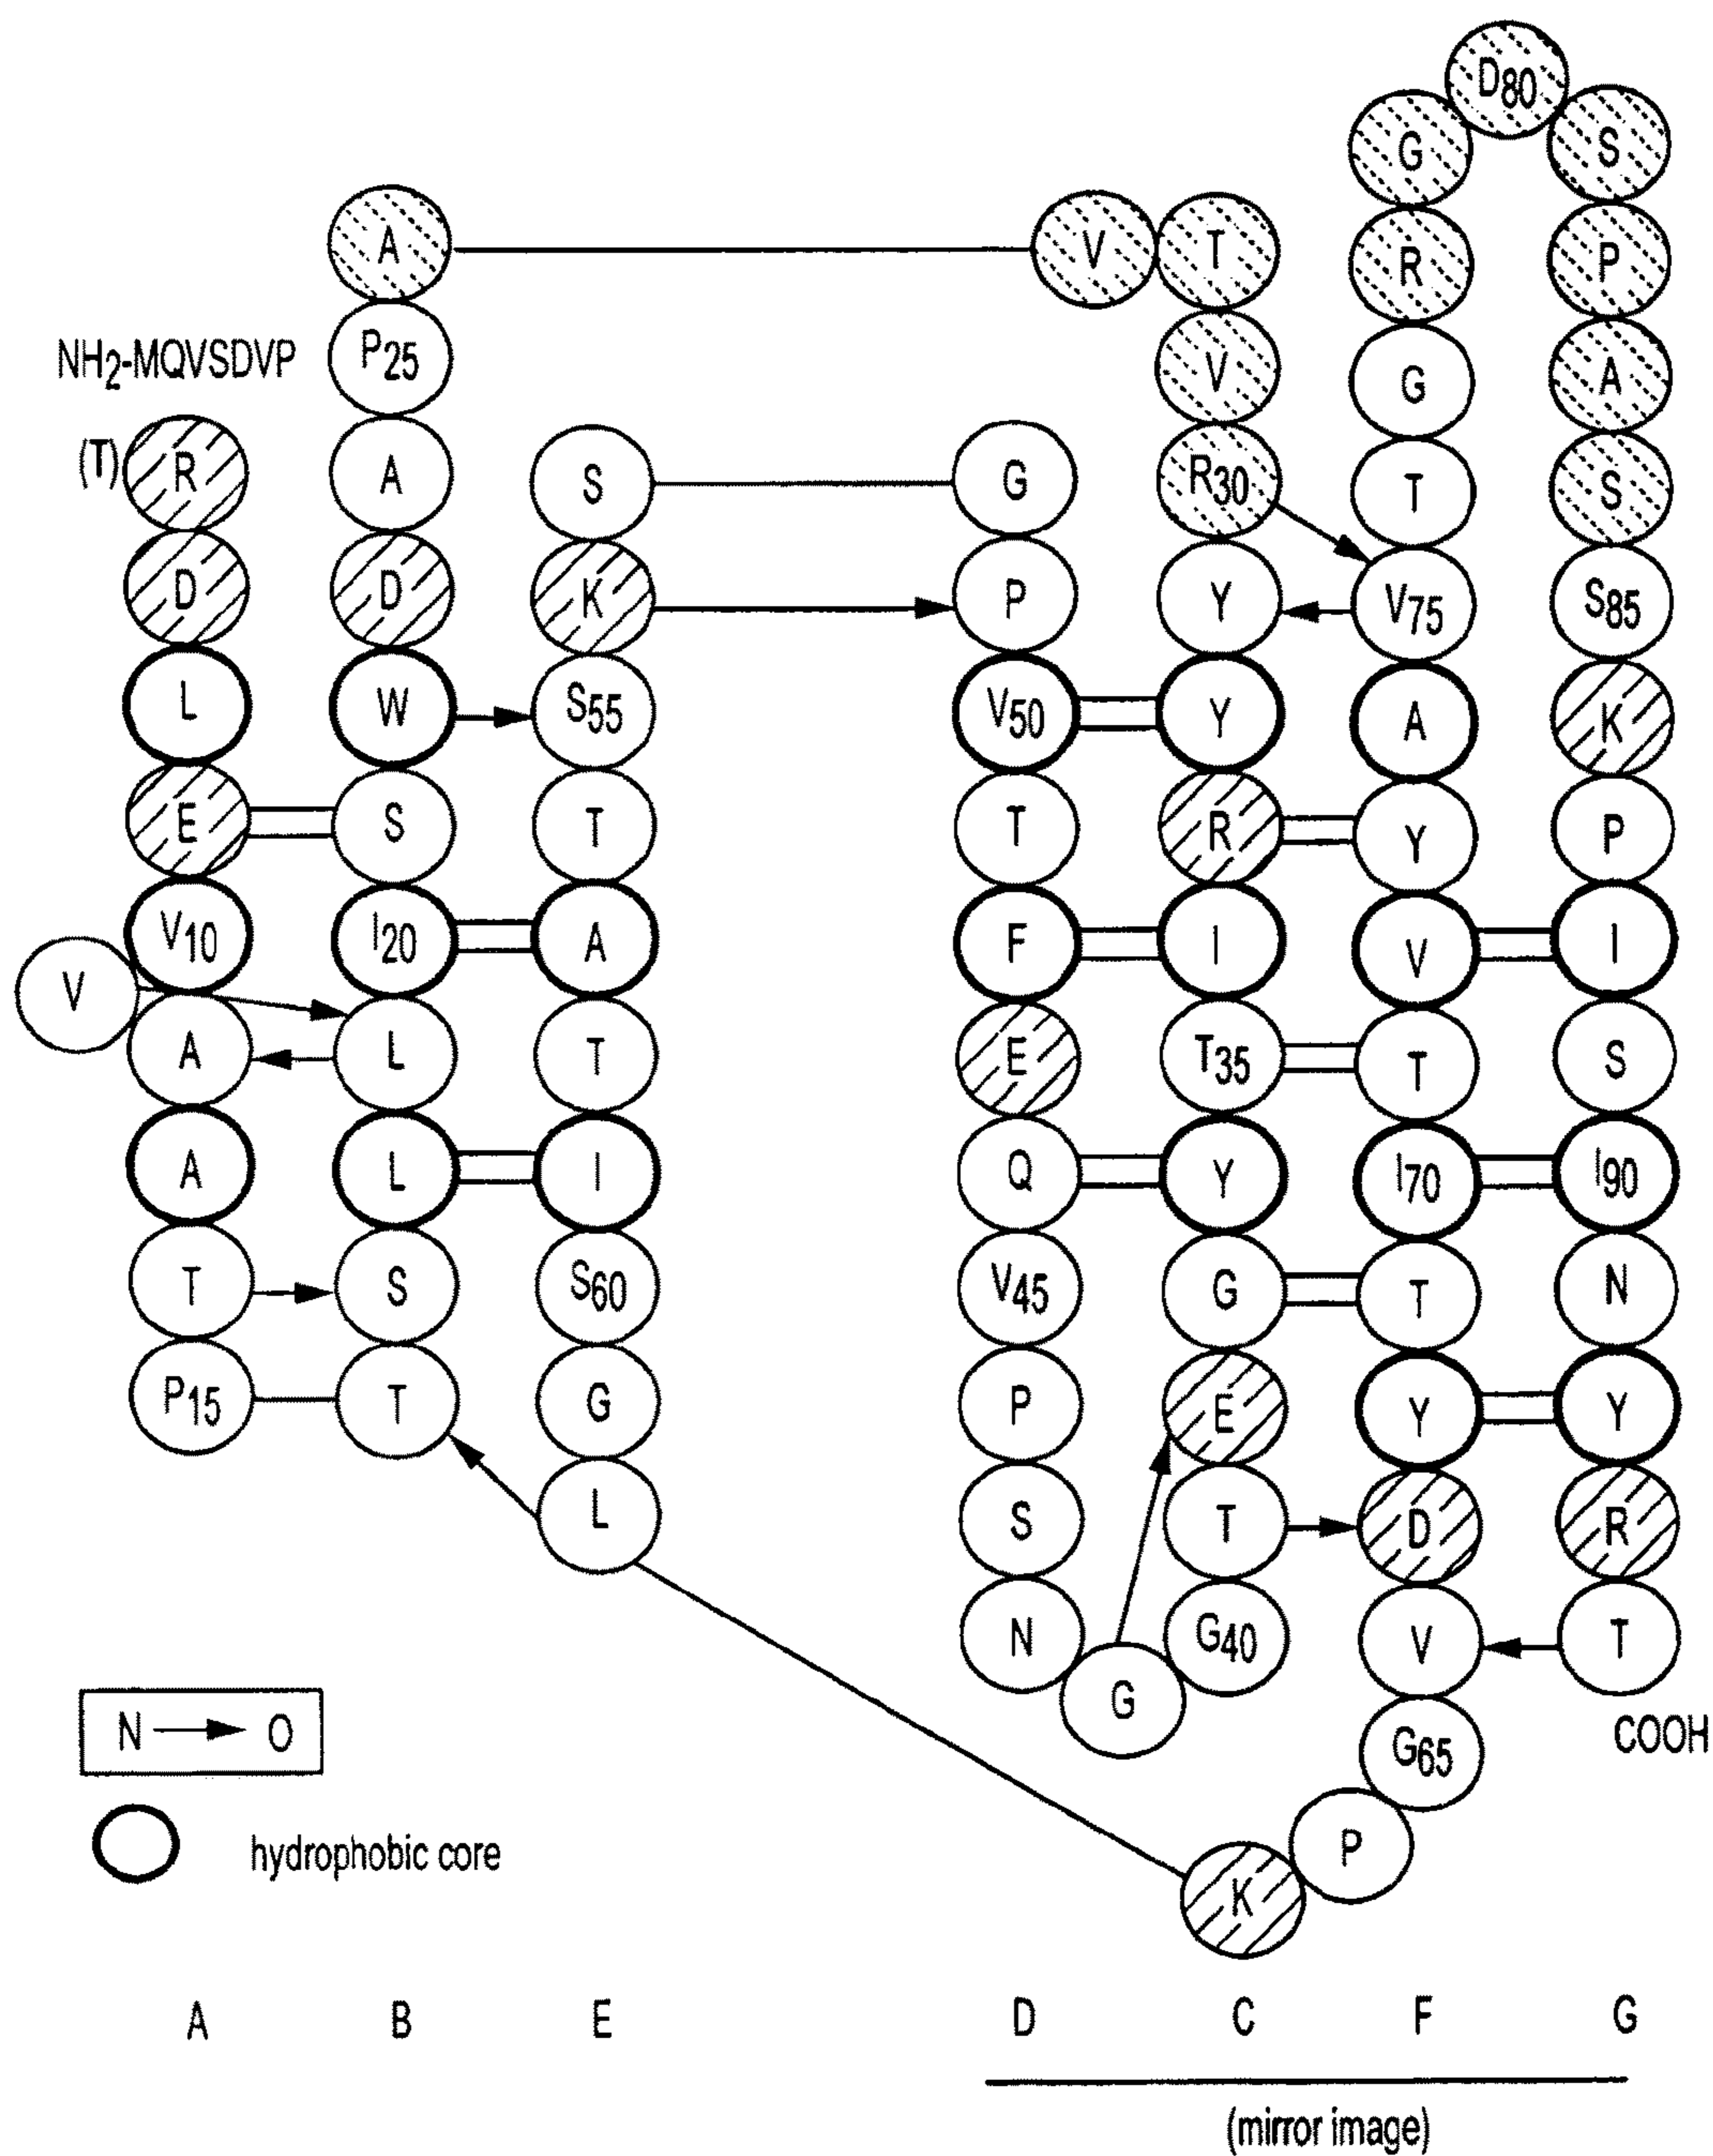 D80
G S
A V T R P
NH2-MQVSDVP P25 V G A
(T) R A S G R30 T S
D D K P Y V75 S85
L W S55 V50 Y A K
E S T T R Y P
V10 I20 A F I V I
V A L T E T35 T S
A L I Q Y I70 I90
T S S60 V45 G T N
P15 T G P E Y Y
L S T D R
N G40 V T
G
N → O G65 COOH
P
hydrophobic core K
A B E D C F G
(mirror image)